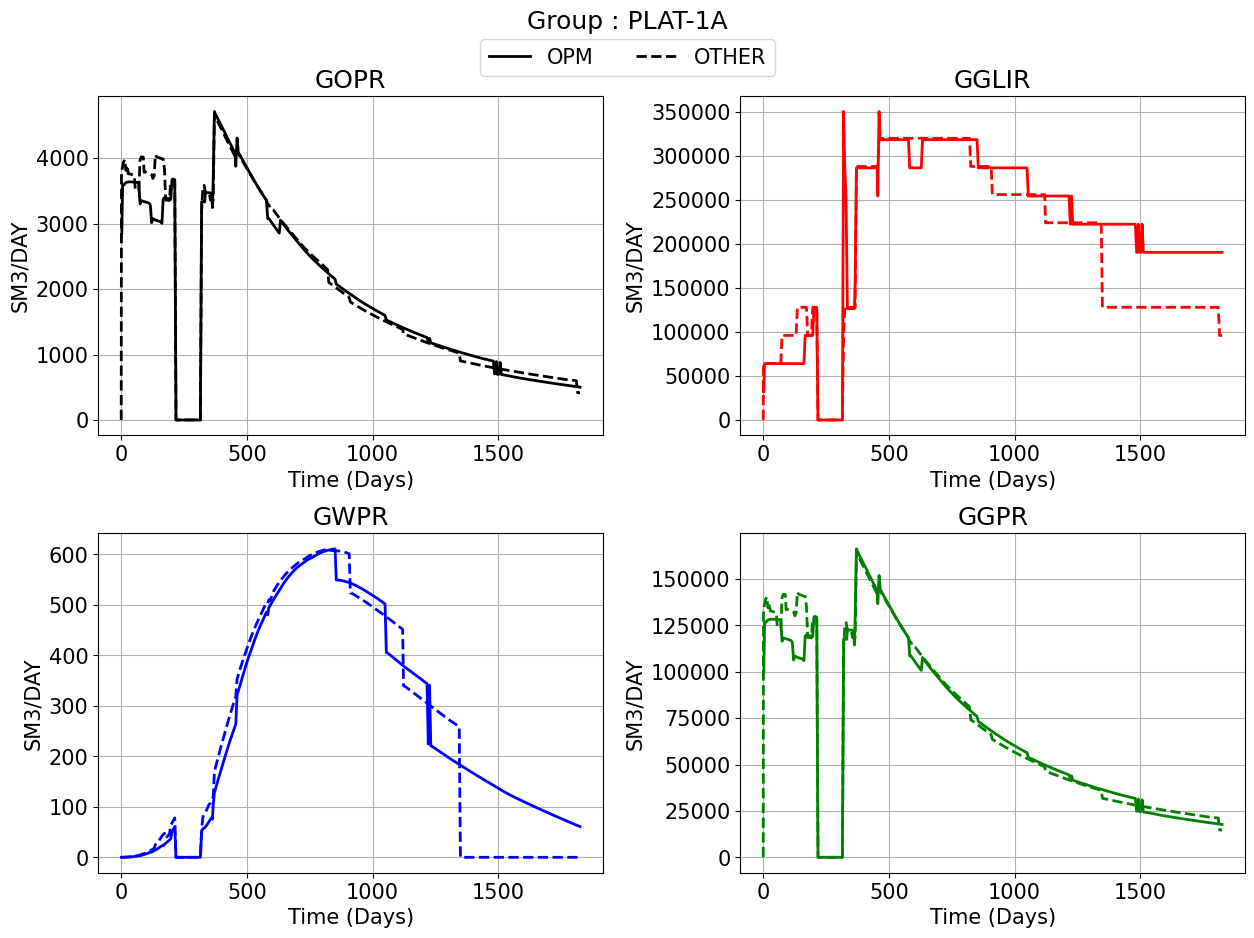 Group : PLAT-1A
OPM OTHER
GOPR
SM3/DAY
4000
3000
2000
1000
0
0 500 1000 1500
Time (Days)
GGLIR
SM3/DAY
350000
300000
250000
200000
150000
100000
50000
0
0 500 1000 1500
Time (Days)
GWPR
SM3/DAY
600
500
400
300
200
100
0
0 500 1000 1500
Time (Days)
GGPR
SM3/DAY
150000
125000
100000
75000
50000
25000
0
0 500 1000 1500
Time (Days)